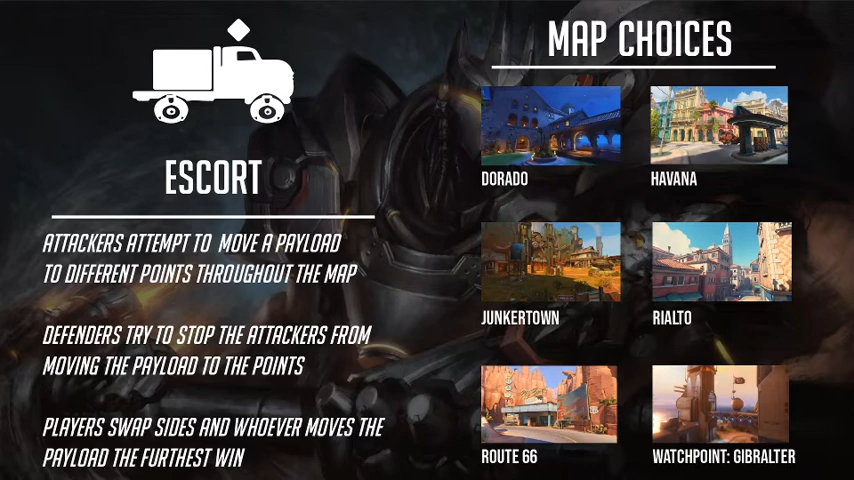 ESCORT
ATTACKERS ATTEMPT TO MOVE A PAYLOAD
TO DIFFERENT POINTS THROUGHOUT THE MAP
DEFENDERS TRY TO STOP THE ATTACKERS FROM
MOVING THE PAYLOAD TO THE POINTS
PLAYERS SWAP SIDES AND WHOEVER MOVES THE
PAYLOAD THE FURTHEST WIN
MAP CHOICES
DORADO
HAVANA
JUNKERTOWN
RIALTO
ROUTE 66
WATCHPOINT: GIBRALTER